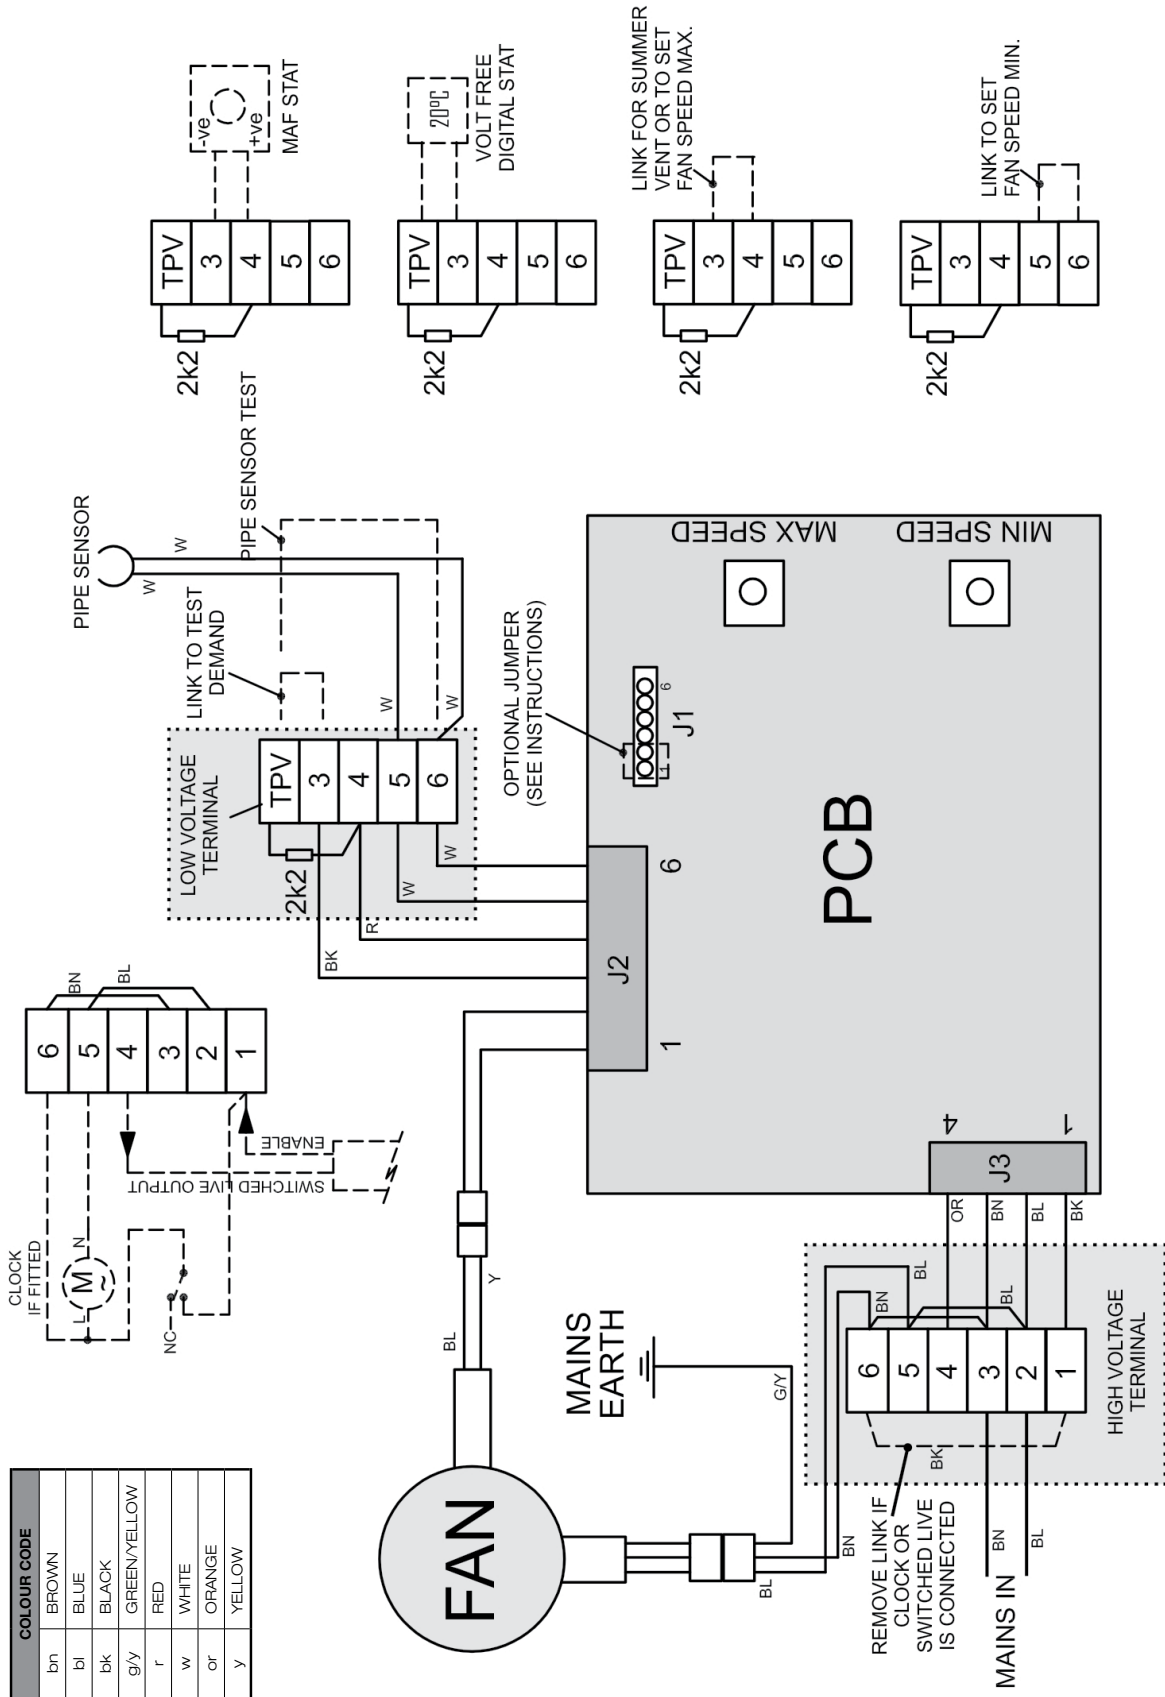 COLOUR CODE
bn BROWN
bl BLUE
bk BLACK
g/y GREEN/YELLOW
r RED
w WHITE
or ORANGE
y YELLOW
CLOCK
IF FITTED
L
M
~
N
NC
SWITCHED LIVE OUTPUT
ENABLE
6
5
4
3
2
1
BN
BL
PIPE SENSOR
W
W
PIPE SENSOR TEST
LINK TO TEST
DEMAND
LOW VOLTAGE
TERMINAL
TPV
3
4
5
6
2k2
BK
R
W
W
W
W
-ve
+ve
MAF STAT
TPV
3
4
5
6
2k2
20ºC
VOLT FREE
DIGITAL STAT
TPV
3
4
5
6
2k2
LINK FOR SUMMER
VENT OR TO SET
FAN SPEED MAX.
TPV
3
4
5
6
2k2
LINK TO SET
FAN SPEED MIN.
TPV
3
4
5
6
2k2
FAN
BL
Y
BL
BN
MAINS
EARTH
G/Y
J2
1
6
OPTIONAL JUMPER
(SEE INSTRUCTIONS)
1
6
J1
MAX SPEED
MIN SPEED
PCB
J3
4
1
OR
BN
BL
BK
BN
BL
BL
6
5
4
3
2
1
HIGH VOLTAGE
TERMINAL
BK
REMOVE LINK IF
CLOCK OR
SWITCHED LIVE
IS CONNECTED
BN
BL
MAINS IN